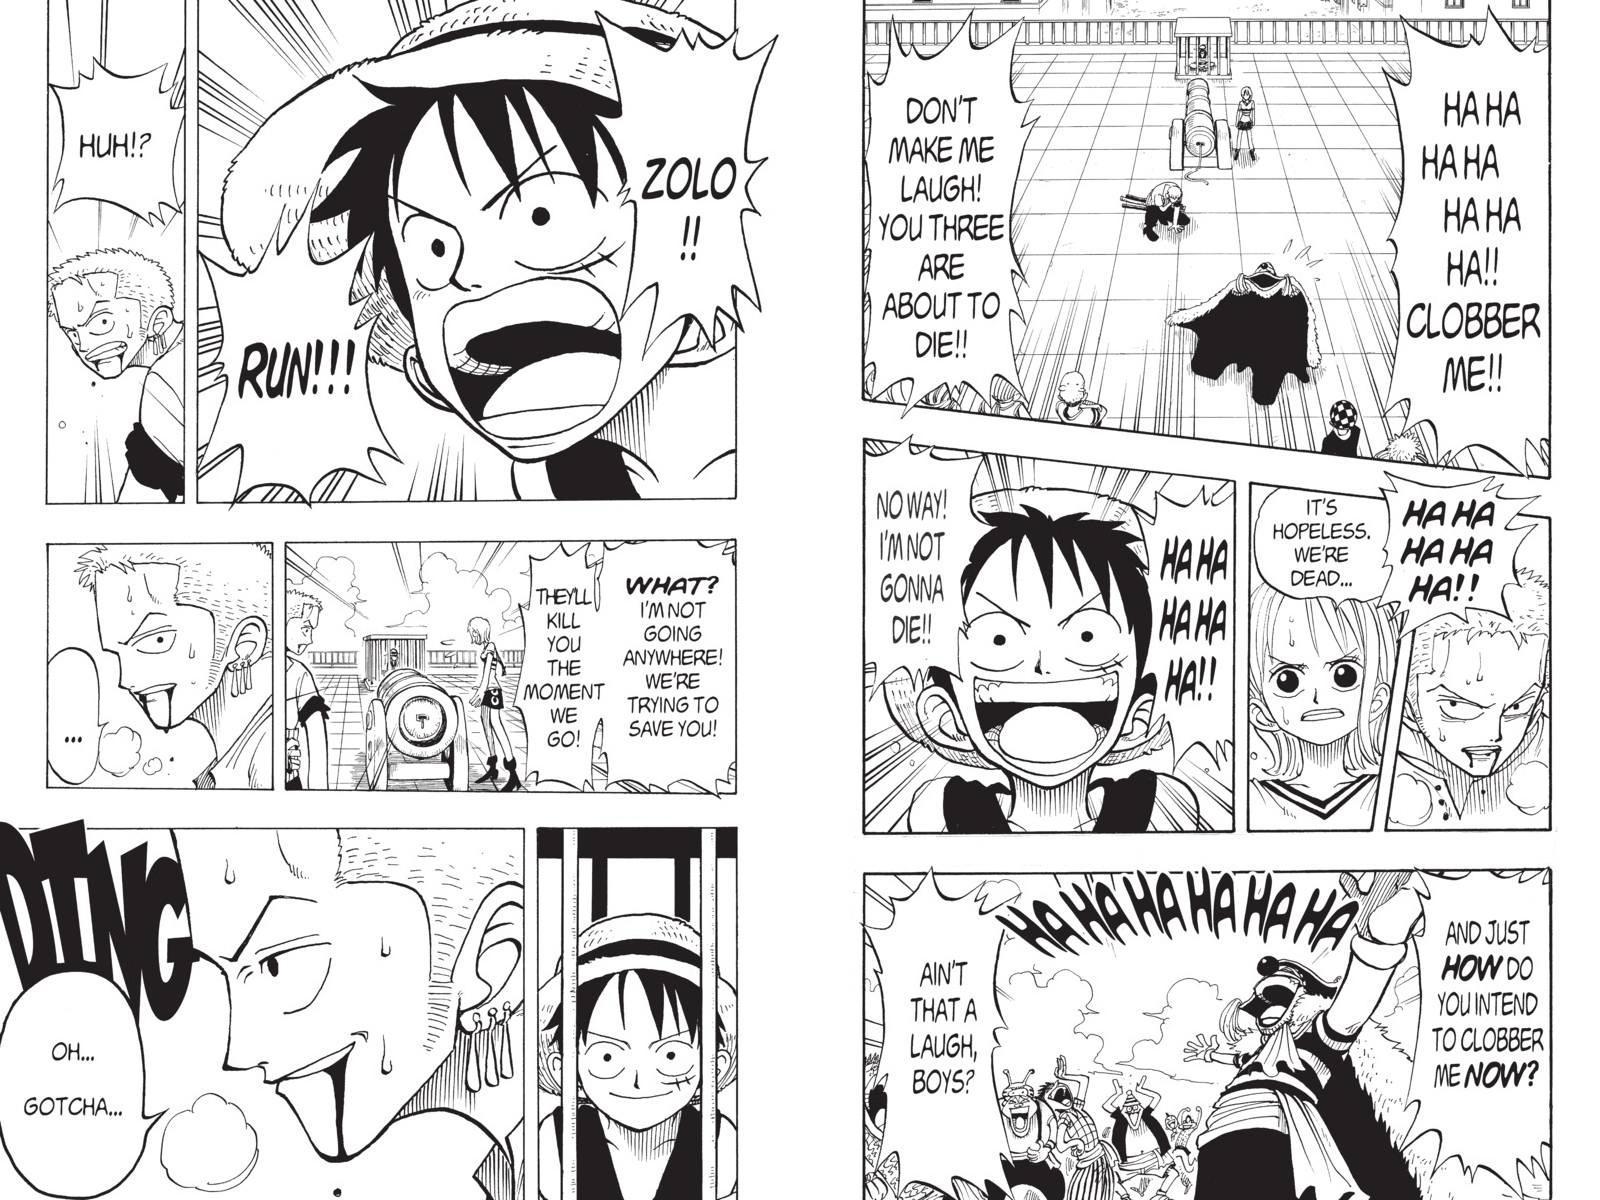 HA HA
HA HA
HA HA
HA!!
CLOBBER
ME!!
DON'T
MAKE ME
LAUGH!
YOU THREE
ARE
ABOUT TO
DIE!!
HA HA
HA HA
HA!!
IT'S
HOPELESS.
WE'RE
DEAD...
HA HA
HA HA
HA!!
NO WAY!
I'M NOT
GONNA
DIE!!
AND JUST
HOW DO
YOU INTEND
TO CLOBBER
ME NOW?
HA HA HA HA HA HA
AIN'T
THAT A
LAUGH,
BOYS?
ZOLO
!!
RUN!!!
HUH!?
WHAT?
I'M NOT
GOING
ANYWHERE!
WE'RE
TRYING TO
SAVE YOU!
THEY'LL
KILL
YOU
THE
MOMENT
WE
GO!
...
DING
OH...
GOTCHA...